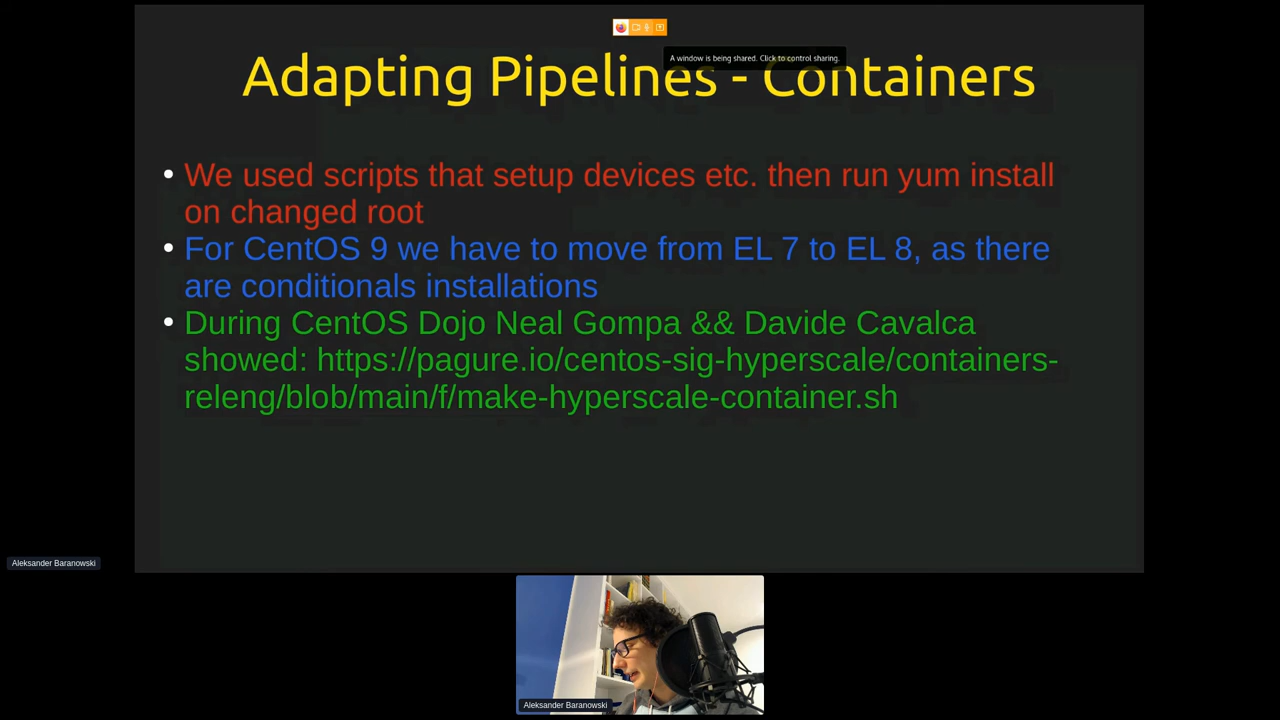 A window is being shared. Click to control sharing.
Adapting Pipelines - Containers
We used scripts that setup devices etc. then run yum install
on changed root
For CentOS 9 we have to move from EL 7 to EL 8, as there
are conditionals installations
During CentOS Dojo Neal Gompa && Davide Cavalca
showed: https://pagure.io/centos-sig-hyperscale/containers-
releng/blob/main/f/make-hyperscale-container.sh
Aleksander Baranowski
Aleksander Baranowski